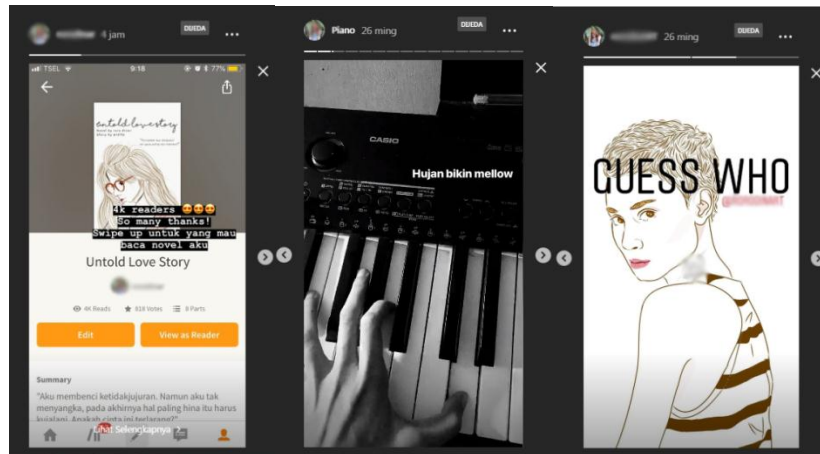 4 jam
DIJEDA
TSEL
9:18
77%
untold love story
4k readers 😍😍😍
So many thanks!
Swipe up untuk yang mau
baca novel aku
Untold Love Story
4K Reads
818 Votes
8 Parts
Edit
View as Reader
Summary
"Aku membenci ketidakjujuran. Namun aku tak
menyangka, pada akhirnya hal paling hina itu harus
kujalani. Apakah cinta ini terlarang?"
Lihat Selengkapnya
Piano
26 ming
DIJEDA
CASIO
Hujan bikin mellow
26 ming
DIJEDA
GUESS WHO